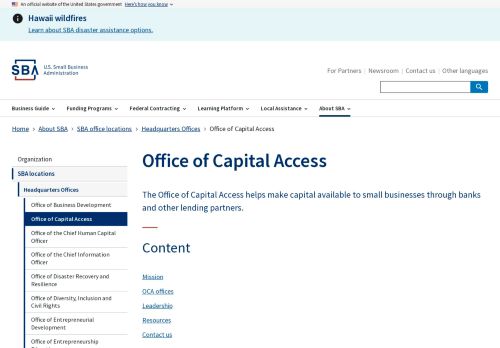 An official website of the United States government Here's how you know
Hawaii wildfires
Learn about SBA disaster assistance options.
SBA U.S. Small Business
Administration
For Partners Newsroom Contact us Other languages
Business Guide Funding Programs Federal Contracting Learning Platform Local Assistance About SBA
Home About SBA SBA office locations Headquarters Offices Office of Capital Access
Organization
SBA locations
Headquarters Offices
Office of Business Development
Office of Capital Access
Office of the Chief Human Capital
Officer
Office of the Chief Information
Officer
Office of Disaster Recovery and
Resilience
Office of Diversity, Inclusion and
Civil Rights
Office of Entrepreneurial
Development
Office of Entrepreneurship
Office of Capital Access
The Office of Capital Access helps make capital available to small businesses through banks
and other lending partners.
Content
Mission
OCA offices
Leadership
Resources
Contact us